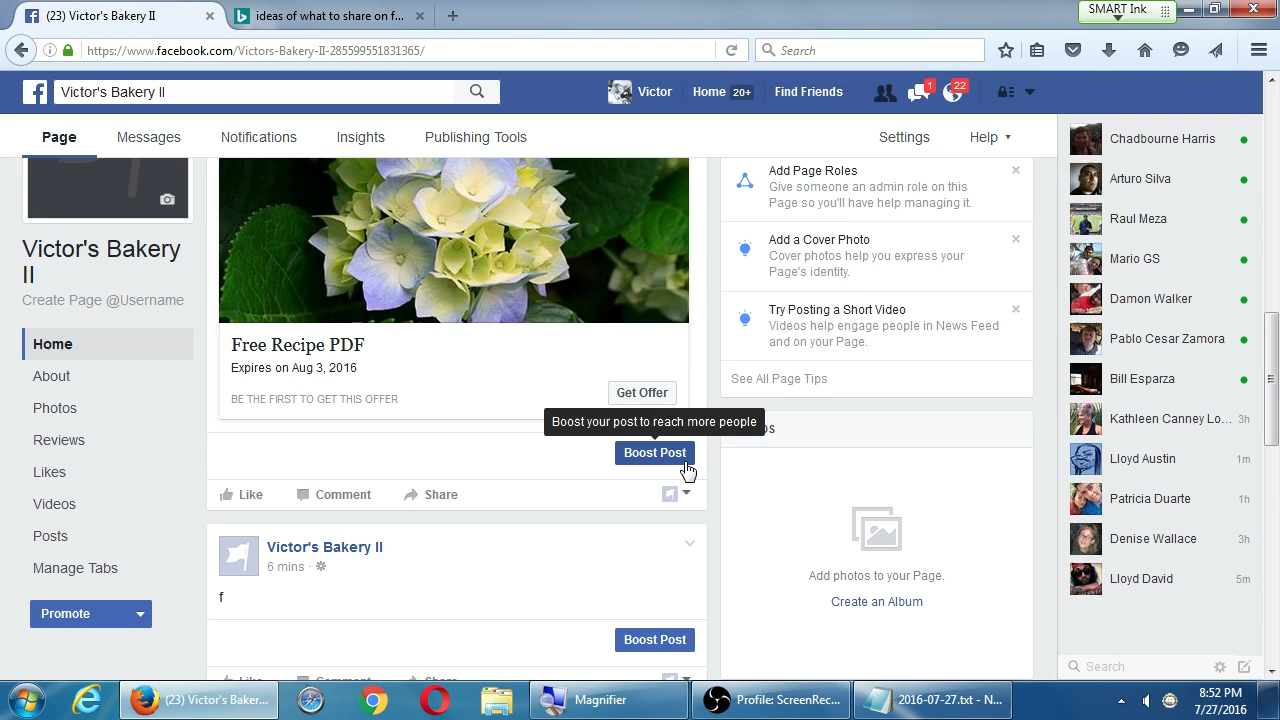 (23) Victor's Bakery II
ideas of what to share on f...
SMART Ink
https://www.facebook.com/Victors-Bakery-II-285599551831365/
Search
Victor's Bakery II
Victor
Home 20+
Find Friends
1
22
Page
Messages
Notifications
Insights
Publishing Tools
Settings
Help
Victor's Bakery
II
Create Page @Username
Home
About
Photos
Reviews
Likes
Videos
Posts
Manage Tabs
Promote
Free Recipe PDF
Expires on Aug 3, 2016
BE THE FIRST TO GET THIS OFFER
Get Offer
Boost your post to reach more people
Boost Post
Like
Comment
Share
Victor's Bakery II
6 mins ·
f
Boost Post
Add Page Roles
Give someone an admin role on this
Page so you'll have help managing it.
Add a Cover Photo
Cover photos help you express your
Page's identity.
Try Posting a Short Video
Videos help engage people in News Feed
and on your Page.
See All Page Tips
Add photos to your Page.
Create an Album
Chadbourne Harris
Arturo Silva
Raul Meza
Mario GS
Damon Walker
Pablo Cesar Zamora
Bill Esparza
Kathleen Canney Lo... 3h
Lloyd Austin 1m
Patricia Duarte 1h
Denise Wallace 3h
Lloyd David 5m
Search
(23) Victor's Baker...
Magnifier
Profile: ScreenRec...
2016-07-27.txt - N...
8:52 PM
7/27/2016